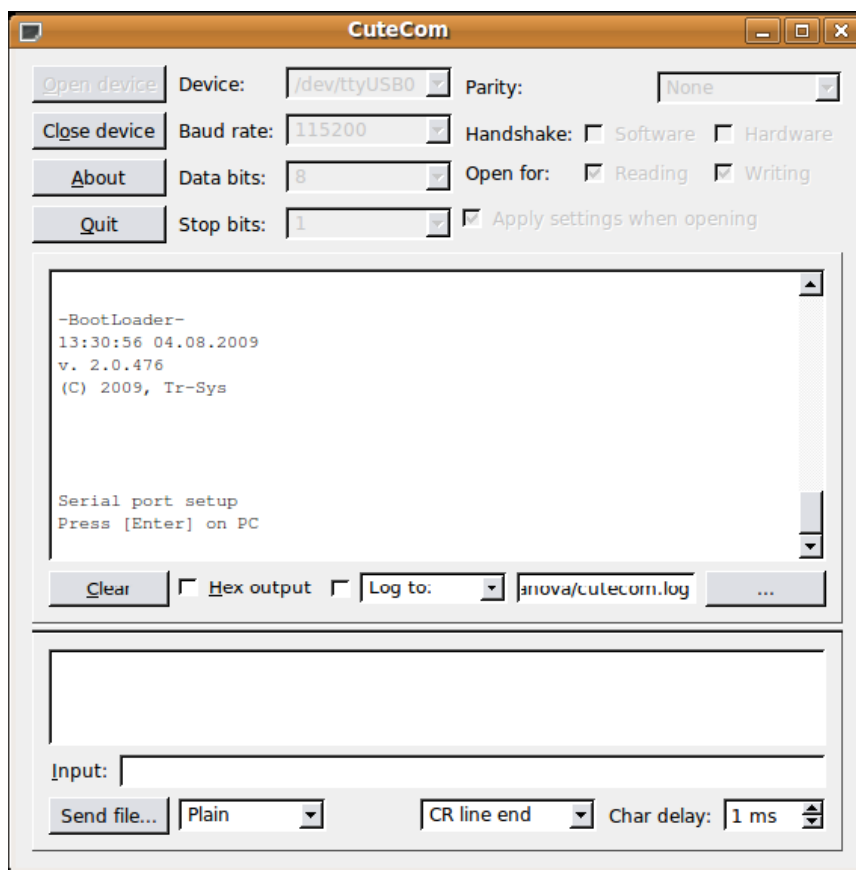 CuteCom
Open device Device: /dev/ttyUSB0 Parity: None
Close device Baud rate: 115200 Handshake: Software Hardware
About Data bits: 8 Open for: Reading Writing
Quit Stop bits: 1 Apply settings when opening
-BootLoader-
13:30:56 04.08.2009
v. 2.0.476
(C) 2009, Tr-Sys
Serial port setup
Press [Enter] on PC
Clear Hex output Log to: anova/cutecom.log ...
Input:
Send file... Plain CR line end Char delay: 1 ms